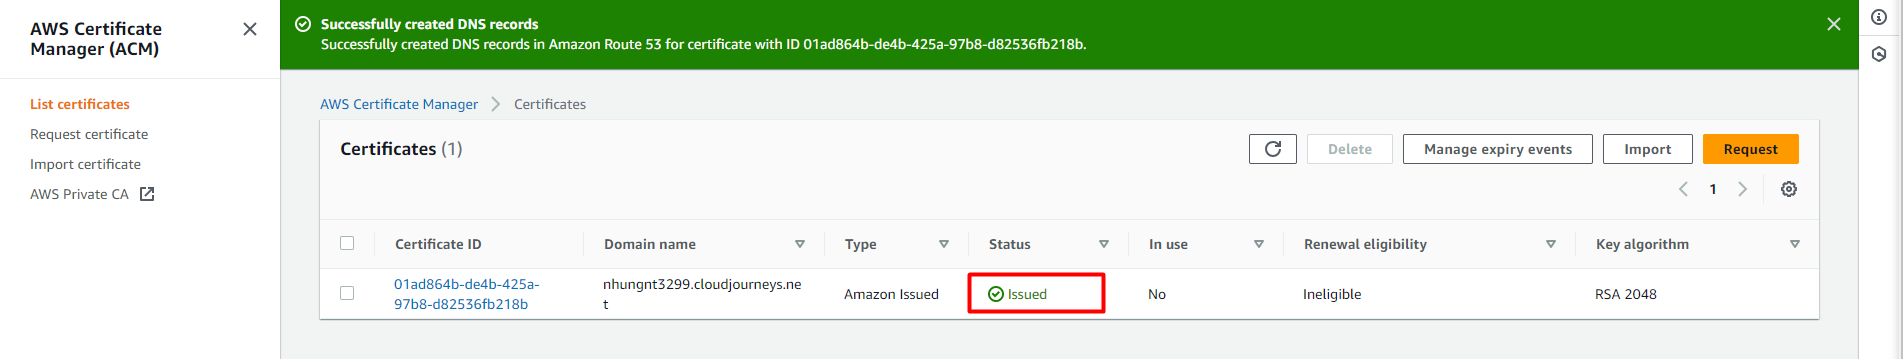 AWS Certificate
Manager (ACM)
List certificates
Request certificate
Import certificate
AWS Private CA
Successfully created DNS records
Successfully created DNS records in Amazon Route 53 for certificate with ID 01ad864b-de4b-425a-97b8-d82536fb218b.
AWS Certificate Manager > Certificates
Certificates (1)
Delete
Manage expiry events
Import
Request
1
Certificate ID Domain name Type Status In use Renewal eligibility Key algorithm
01ad864b-de4b-425a-
97b8-d82536fb218b
nhungnt3299.cloudjourneys.ne
t
Amazon Issued
Issued
No
Ineligible
RSA 2048